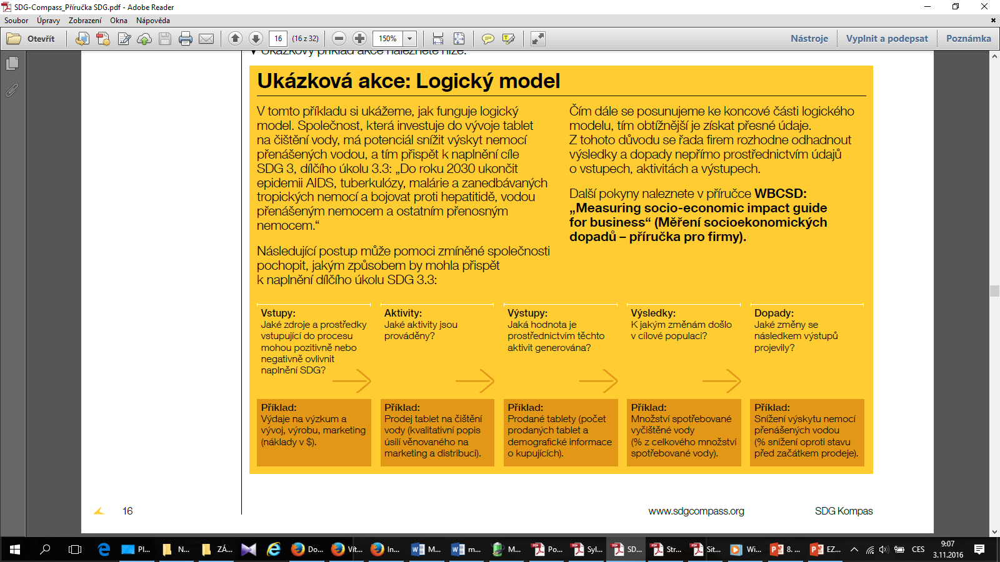 SDG-Compass_Příručka SDG.pdf - Adobe Reader
Soubor Úpravy Zobrazení Okna Nápověda
Otevřít 16 (16 z 32) 150% Nástroje Vyplnit a podepsat Poznámka
Ukázkový příklad akce naleznete níže.
Ukázková akce: Logický model
V tomto příkladu si ukážeme, jak funguje logický
model. Společnost, která investuje do vývoje tablet
na čištění vody, má potenciál snížit výskyt nemocí
přenášených vodou, a tím přispět k naplnění cíle
SDG 3, dílčího úkolu 3.3: „Do roku 2030 ukončit
epidemii AIDS, tuberkulózy, malárie a zanedbávaných
tropických nemocí a bojovat proti hepatitidě, vodou
přenášeným nemocem a ostatním přenosným
nemocem.“
Následující postup může pomoci zmíněné společnosti
pochopit, jakým způsobem by mohla přispět
k naplnění dílčího úkolu SDG 3.3:
Čím dále se posunujeme ke koncové části logického
modelu, tím obtížnější je získat přesné údaje.
Z tohoto důvodu se řada firem rozhodne odhadnout
výsledky a dopady nepřímo prostřednictvím údajů
o vstupech, aktivitách a výstupech.
Další pokyny naleznete v příručce WBCSD:
„Measuring socio-economic impact guide
for business“ (Měření socioekonomických
dopadů – příručka pro firmy).
Vstupy:
Jaké zdroje a prostředky
vstupující do procesu
mohou pozitivně nebo
negativně ovlivnit
naplnění SDG?
Aktivity:
Jaké aktivity jsou
prováděny?
Výstupy:
Jaká hodnota je
prostřednictvím těchto
aktivit generována?
Výsledky:
K jakým změnám došlo
v cílové populaci?
Dopady:
Jaké změny se
následkem výstupů
projevily?
Příklad:
Výdaje na výzkum a
vývoj, výrobu, marketing
(náklady v $).
Příklad:
Prodej tablet na čištění
vody (kvalitativní popis
úsilí věnovaného na
marketing a distribuci).
Příklad:
Prodané tablety (počet
prodaných tablet a
demografické informace
o kupujících).
Příklad:
Množství spotřebované
vyčištěné vody
(% z celkového množství
spotřebované vody).
Příklad:
Snížení výskytu nemocí
přenášených vodou
(% snížení oproti stavu
před začátkem prodeje).
16 www.sdgcompass.org SDG Kompas
Pl... N... ZÁ... Do... Vít... In... M... m... M... Po... Syl... SD... Str... Sit... Wi... 8. ... EZ... CES 9:07
3.11.2016